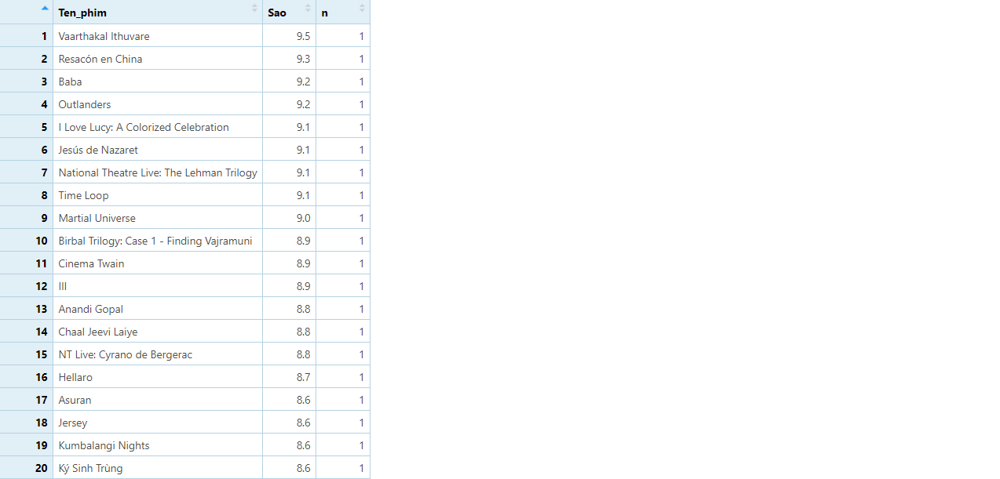 Ten_phim Sao n
1 Vaarthakal Ithuvare 9.5 1
2 Resacón en China 9.3 1
3 Baba 9.2 1
4 Outlanders 9.2 1
5 I Love Lucy: A Colorized Celebration 9.1 1
6 Jesús de Nazaret 9.1 1
7 National Theatre Live: The Lehman Trilogy 9.1 1
8 Time Loop 9.1 1
9 Martial Universe 9.0 1
10 Birbal Trilogy: Case 1 - Finding Vajramuni 8.9 1
11 Cinema Twain 8.9 1
12 III 8.9 1
13 Anandi Gopal 8.8 1
14 Chaal Jeevi Laiye 8.8 1
15 NT Live: Cyrano de Bergerac 8.8 1
16 Hellaro 8.7 1
17 Asuran 8.6 1
18 Jersey 8.6 1
19 Kumbalangi Nights 8.6 1
20 Ký Sinh Trùng 8.6 1